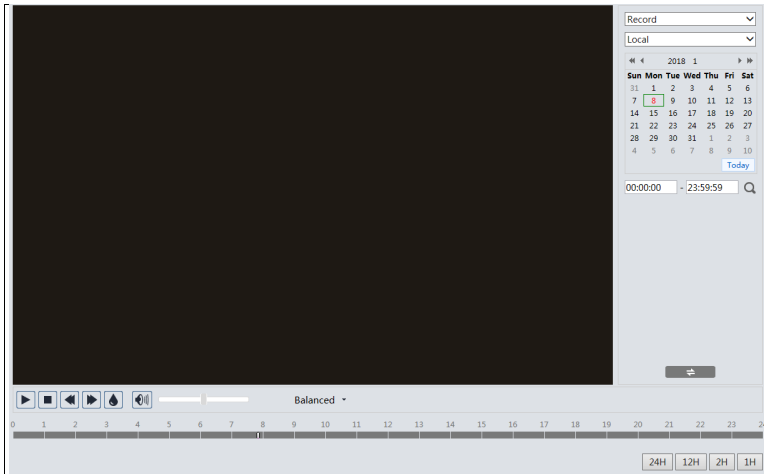 Record
Local
2018 1
Sun Mon Tue Wed Thu Fri Sat
31 1 2 3 4 5 6
7 8 9 10 11 12 13
14 15 16 17 18 19 20
21 22 23 24 25 26 27
28 29 30 31 1 2 3
4 5 6 7 8 9 10
Today
00:00:00 - 23:59:59
Balanced
0 1 2 3 4 5 6 7 8 9 10 11 12 13 14 15 16 17 18 19 20 21 22 23 2
24H 12H 2H 1H